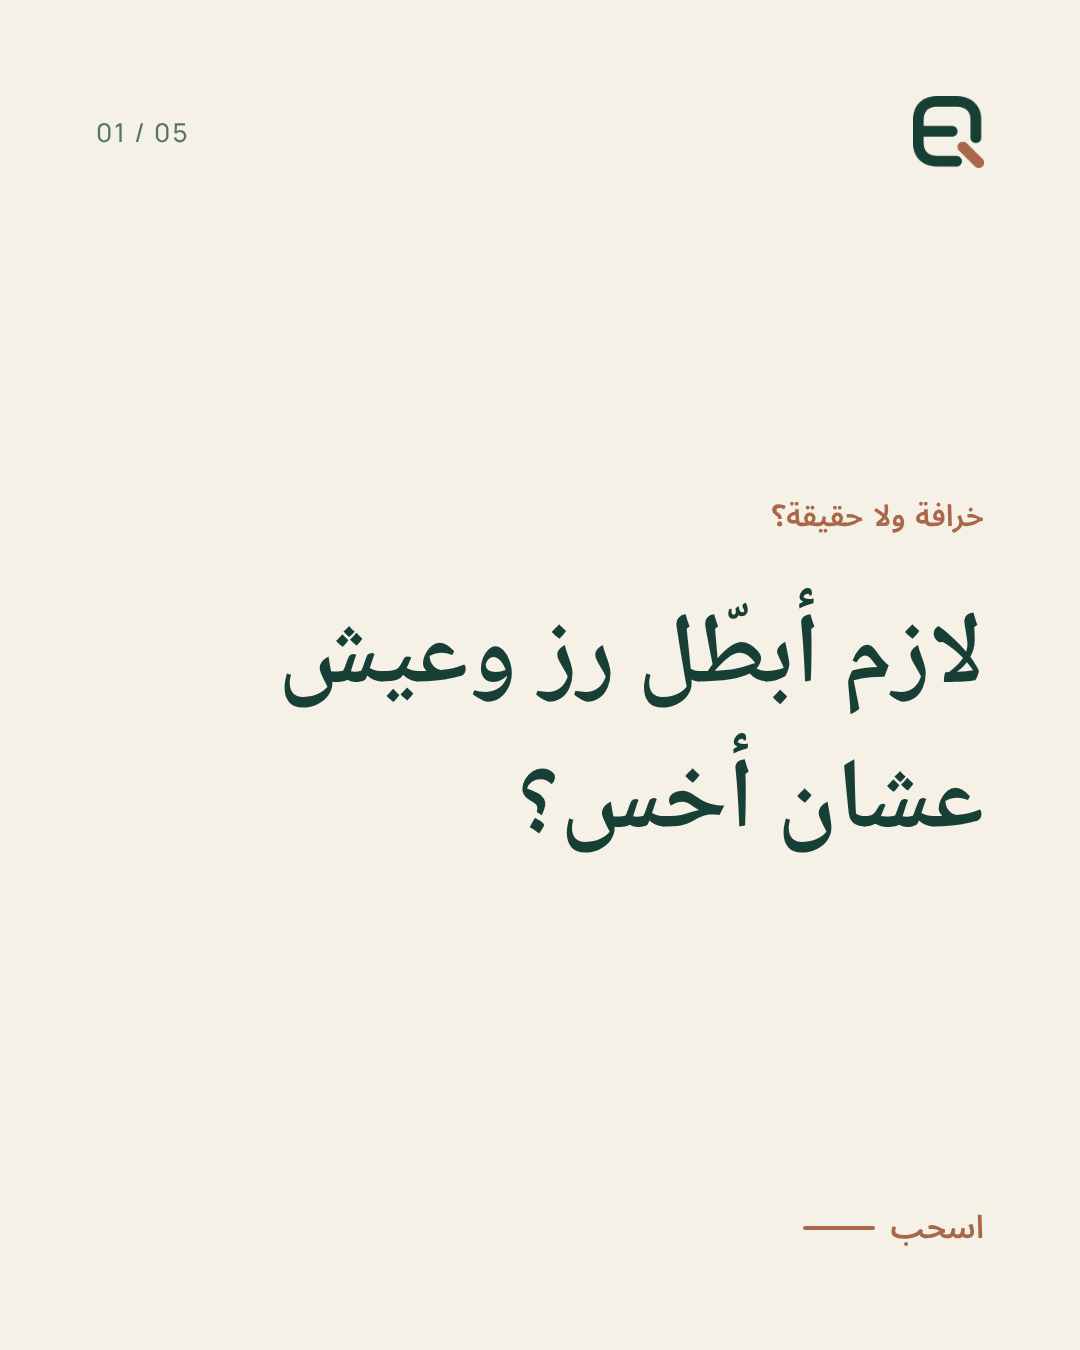 01 / 05
خرافة ولا حقيقة؟
لازم أبطّل رز وعيش
عشان أخس؟
اسحب